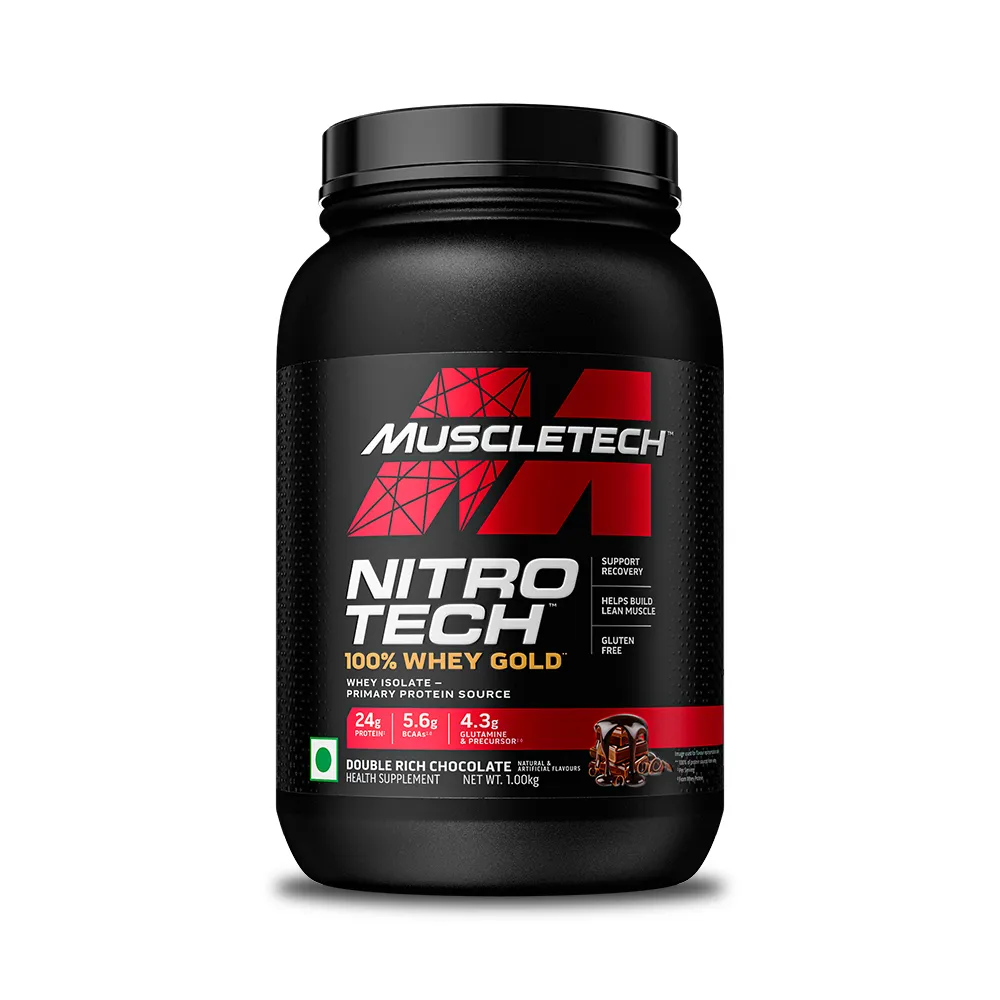 MUSCLETECH™
NITRO
TECH™
100% WHEY GOLD¨
WHEY ISOLATE –
PRIMARY PROTEIN SOURCE
SUPPORT
RECOVERY
HELPS BUILD
LEAN MUSCLE
GLUTEN
FREE
24g
PROTEIN
5.6g
BCAAs
4.3g
GLUTAMINE
& PRECURSOR
DOUBLE RICH CHOCOLATE
NATURAL &
ARTIFICIAL FLAVOURS
HEALTH SUPPLEMENT NET WT. 1.00kg